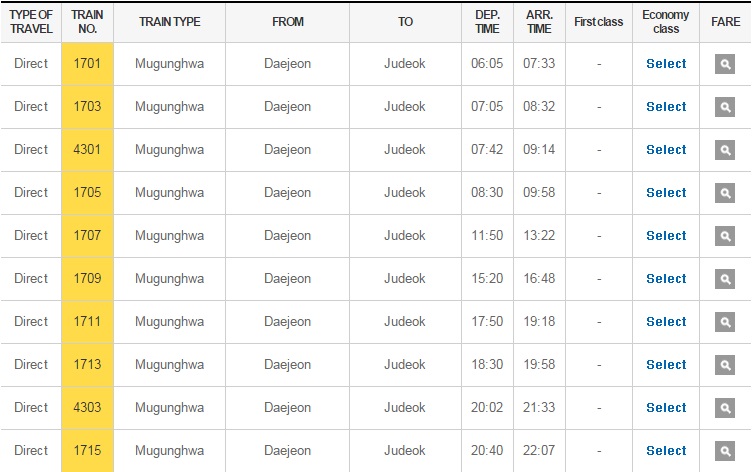 TYPE OF TRAVEL TRAIN NO. TRAIN TYPE FROM TO DEP. TIME ARR. TIME First class Economy class FARE
Direct 1701 Mugunghwa Daejeon Judeok 06:05 07:33 - Select
Direct 1703 Mugunghwa Daejeon Judeok 07:05 08:32 - Select
Direct 4301 Mugunghwa Daejeon Judeok 07:42 09:14 - Select
Direct 1705 Mugunghwa Daejeon Judeok 08:30 09:58 - Select
Direct 1707 Mugunghwa Daejeon Judeok 11:50 13:22 - Select
Direct 1709 Mugunghwa Daejeon Judeok 15:20 16:48 - Select
Direct 1711 Mugunghwa Daejeon Judeok 17:50 19:18 - Select
Direct 1713 Mugunghwa Daejeon Judeok 18:30 19:58 - Select
Direct 4303 Mugunghwa Daejeon Judeok 20:02 21:33 - Select
Direct 1715 Mugunghwa Daejeon Judeok 20:40 22:07 - Select